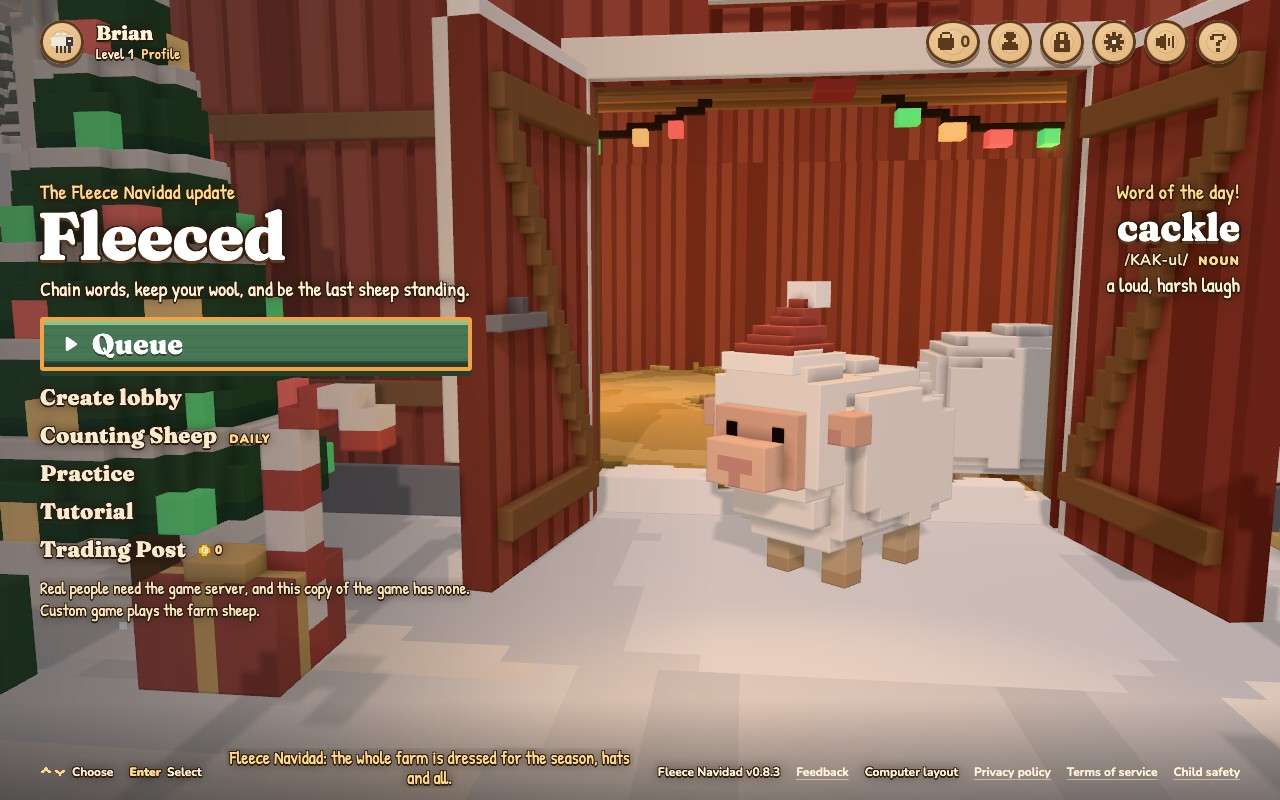 Brian
Level 1 Profile
0
The Fleece Navidad update
Fleeced
Chain words, keep your wool, and be the last sheep standing.
Queue
Create lobby
Counting Sheep DAILY
Practice
Tutorial
Trading Post 0
Real people need the game server, and this copy of the game has none.
Custom game plays the farm sheep.
Word of the day!
cackle
/KAK-ul/ NOUN
a loud, harsh laugh
Choose Enter Select
Fleece Navidad: the whole farm is dressed for the season, hats
and all.
Fleece Navidad v0.8.3 Feedback Computer layout Privacy policy Terms of service Child safety